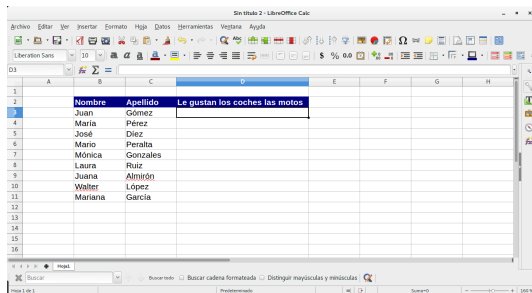 Sin título 2 - LibreOffice Calc
Archivo Editar Ver Insertar Formato Hoja Datos Herramientas Ventana Ayuda
Liberation Sans 10
D3
A B C D E F G H
1
2 Nombre Apellido Le gustan los coches las motos
3 Juan Gómez
4 María Pérez
5 José Díez
6 Mario Peralta
7 Mónica Gonzales
8 Laura Ruiz
9 Juana Almirón
10 Walter López
11 Mariana García
12
13
14
15
16
Hoja1
Buscar Buscar todo Buscar cadena formateada Distinguir mayúsculas y minúsculas
Hoja 1 de 1 Predeterminado Suma=0 160 %